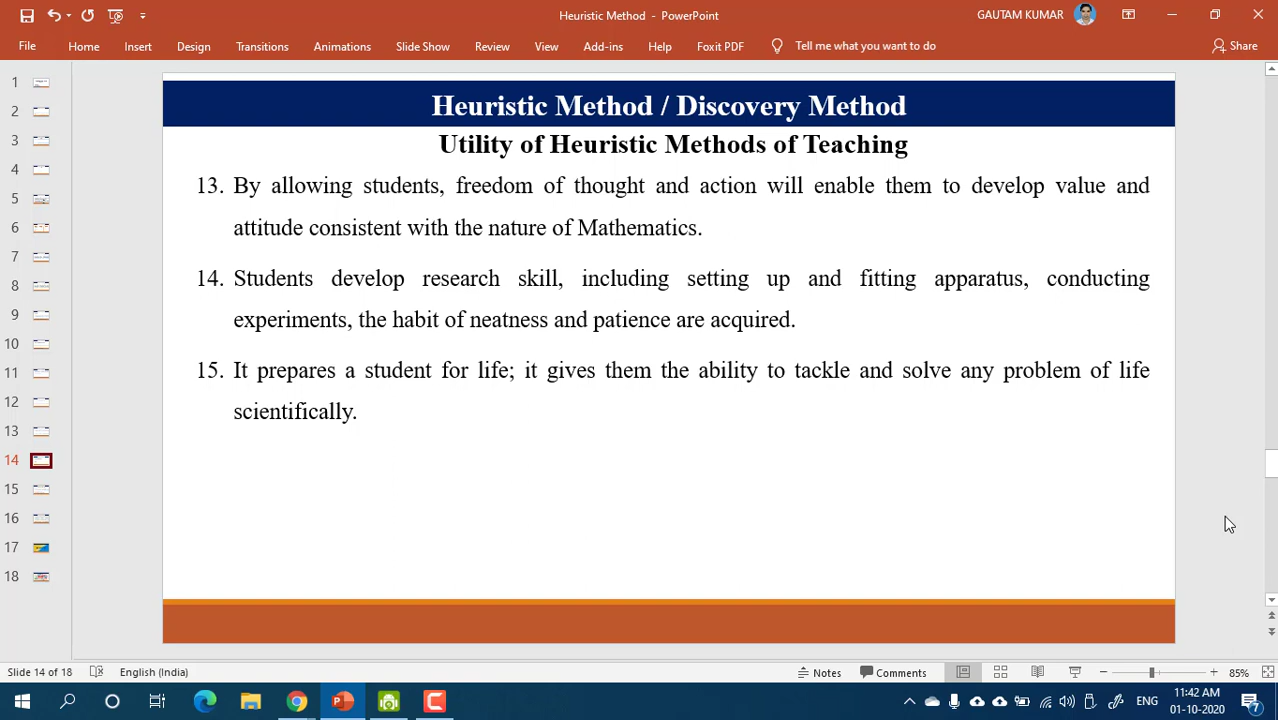 Heuristic Method - PowerPoint
GAUTAM KUMAR
File Home Insert Design Transitions Animations Slide Show Review View Add-ins Help Foxit PDF Tell me what you want to do Share
1
2
3
4
5
6
7
8
9
10
11
12
13
14
15
16
17
18
Heuristic Method / Discovery Method
Utility of Heuristic Methods of Teaching
13. By allowing students, freedom of thought and action will enable them to develop value and
attitude consistent with the nature of Mathematics.
14. Students develop research skill, including setting up and fitting apparatus, conducting
experiments, the habit of neatness and patience are acquired.
15. It prepares a student for life; it gives them the ability to tackle and solve any problem of life
scientifically.
Slide 14 of 18 English (India) Notes Comments 85%
ENG
11:42 AM
01-10-2020
7